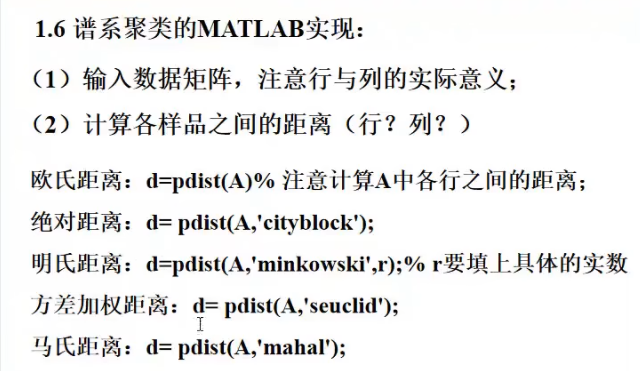 1.6 谱系聚类的MATLAB实现：
（1）输入数据矩阵，注意行与列的实际意义；
（2）计算各样品之间的距离（行？列？）
欧氏距离：d=pdist(A)% 注意计算A中各行之间的距离；
绝对距离：d= pdist(A,'cityblock');
明氏距离：d=pdist(A,'minkowski',r);% r要填上具体的实数
方差加权距离：d= pdist(A,'seuclid');
马氏距离：d= pdist(A,'mahal');